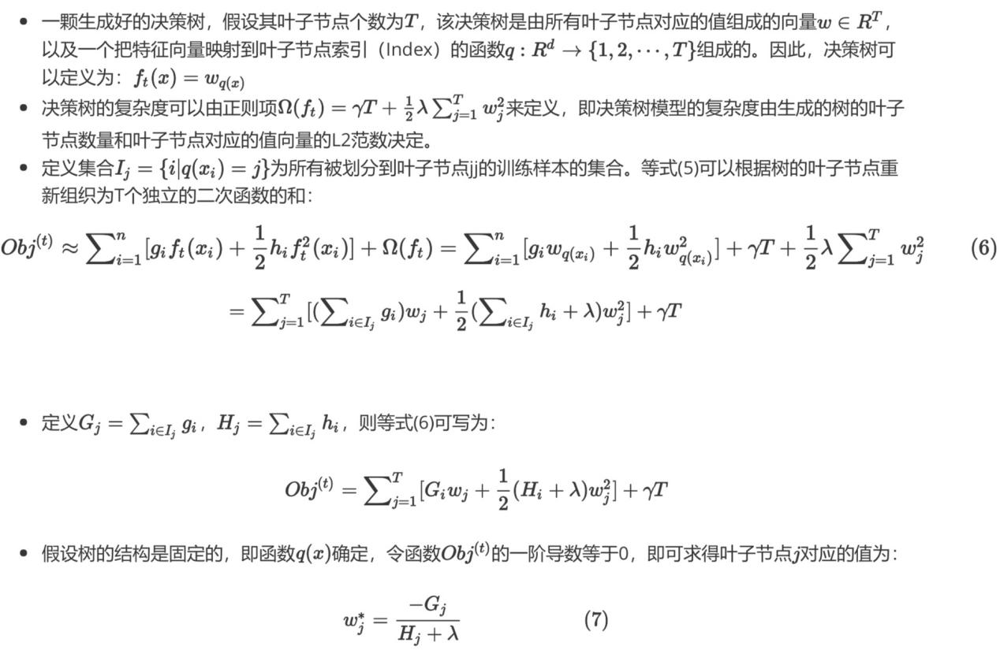 • 一颗生成好的决策树，假设其叶子节点个数为$T$，该决策树是由所有叶子节点对应的值组成的向量$w \in R^T$，
以及一个把特征向量映射到叶子节点索引（Index）的函数$q: R^d \to \{1,2,\cdots,T\}$组成的。因此，决策树可
以定义为：$f_t(x) = w_{q(x)}$
• 决策树的复杂度可以由正则项$\Omega(f_t) = \gamma T + \frac{1}{2}\lambda \sum_{j=1}^{T} w_j^2$来定义，即决策树模型的复杂度由生成的树的叶子
节点数量和叶子节点对应的值向量的L2范数决定。
• 定义集合$I_j = \{i|q(x_i) = j\}$为所有被划分到叶子节点jj的训练样本的集合。等式(5)可以根据树的叶子节点重
新组织为T个独立的二次函数的和：
$Obj^{(t)} \approx \sum_{i=1}^{n} [g_i f_t(x_i) + \frac{1}{2} h_i f_t^2(x_i)] + \Omega(f_t) = \sum_{i=1}^{n} [g_i w_{q(x_i)} + \frac{1}{2} h_i w_{q(x_i)}^2] + \gamma T + \frac{1}{2}\lambda \sum_{j=1}^{T} w_j^2$ (6)
$= \sum_{j=1}^{T} [(\sum_{i \in I_j} g_i) w_j + \frac{1}{2} (\sum_{i \in I_j} h_i + \lambda) w_j^2] + \gamma T$
• 定义$G_j = \sum_{i \in I_j} g_i$，$H_j = \sum_{i \in I_j} h_i$，则等式(6)可写为：
$Obj^{(t)} = \sum_{j=1}^{T} [G_i w_j + \frac{1}{2} (H_i + \lambda) w_j^2] + \gamma T$
• 假设树的结构是固定的，即函数$q(x)$确定，令函数$Obj^{(t)}$的一阶导数等于0，即可求得叶子节点$j$对应的值为：
$w_j^* = \frac{-G_j}{H_j + \lambda}$ (7)